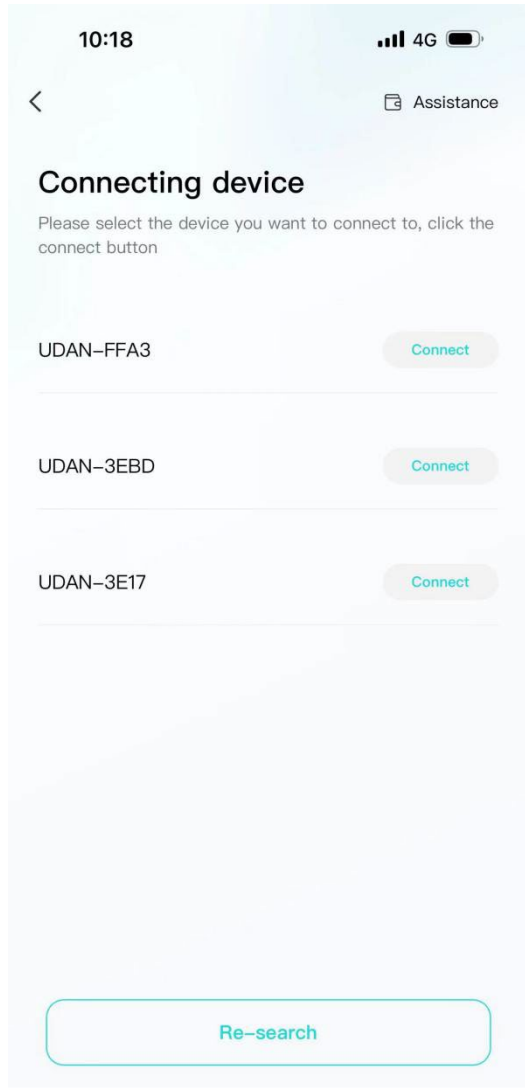 10:18 4G
Assistance
Connecting device
Please select the device you want to connect to, click the
connect button
UDAN-FFA3 Connect
UDAN-3EBD Connect
UDAN-3E17 Connect
Re-search